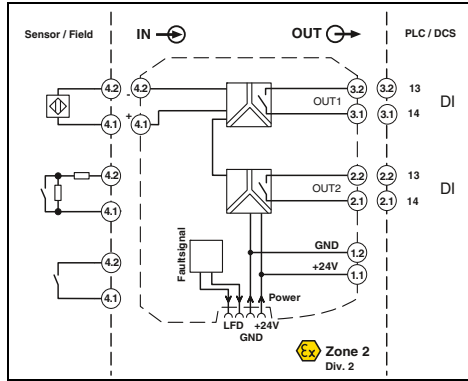 Sensor / Field
IN
OUT
PLC / DCS
4.2 4.2 - 3.2 3.2 13
OUT1 DI
4.1 + 4.1 3.1 3.1 14
4.2 2.2 2.2 13
OUT2 DI
4.1 2.1 2.1 14
Faultsignal
GND 1.2
4.2
+24V 1.1
4.1
Power
LFD +24V
GND
Ex Zone 2
Div. 2